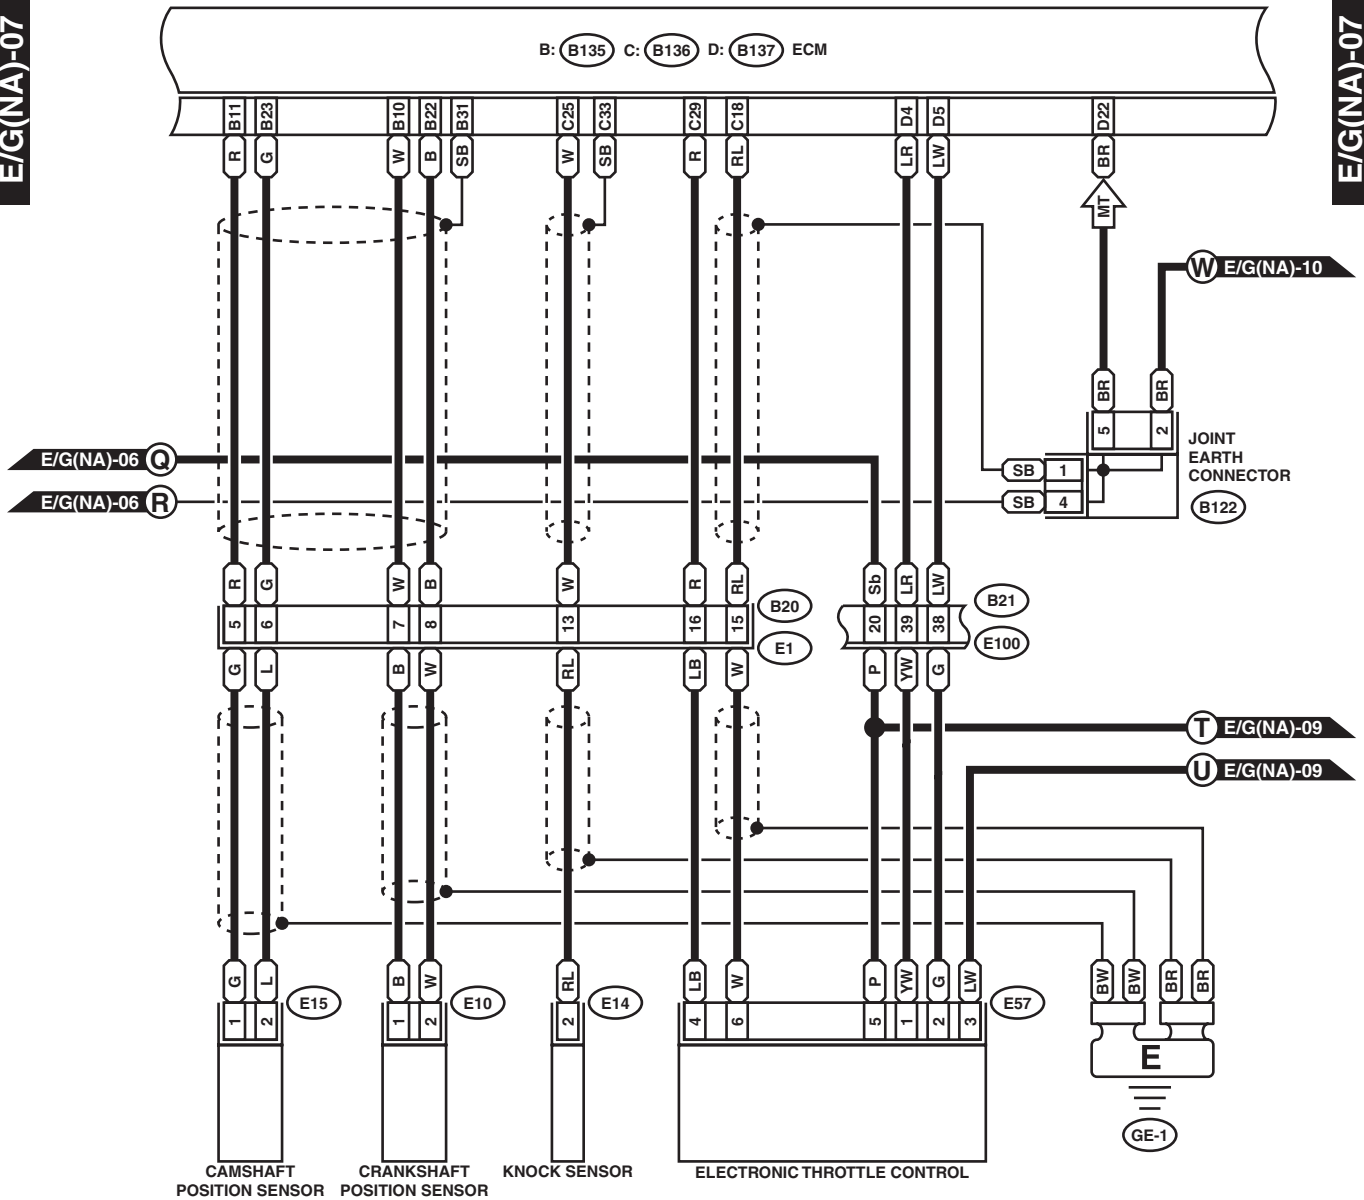 E/G(NA)-07
E/G(NA)-07
B: B135 C: B136 D: B137 ECM
B11 B23 B10 B22 B31 C25 C33 C29 C18 D4 D5 D22
R G W B SB W SB R RL LR LW BR
MT
W E/G(NA)-10
BR BR
5 2
JOINT
EARTH
CONNECTOR
B122
E/G(NA)-06 Q
SB 1
E/G(NA)-06 R
SB 4
R G W B W R RL Sb LR LW
B20 B21
5 6 7 8 13 16 15 20 39 38
E1 E100
G L B W RL LB W P YW G
T E/G(NA)-09
U E/G(NA)-09
G L B W RL LB W P YW G LW BW BW BR BR
E15 E10 E14 E57
1 2 1 2 2 4 6 5 1 2 3
E
GE-1
CAMSHAFT
POSITION SENSOR
CRANKSHAFT
POSITION SENSOR
KNOCK SENSOR
ELECTRONIC THROTTLE CONTROL